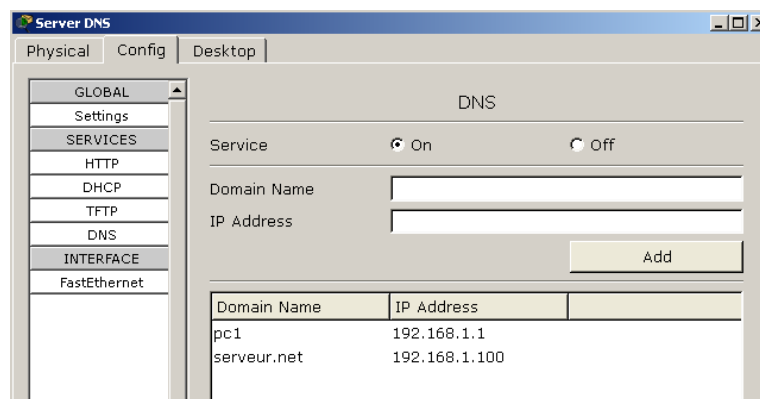 Server DNS
Physical Config Desktop
GLOBAL
Settings
SERVICES
HTTP
DHCP
TFTP
DNS
INTERFACE
FastEthernet
DNS
Service On Off
Domain Name
IP Address
Add
Domain Name IP Address
pc1 192.168.1.1
serveur.net 192.168.1.100